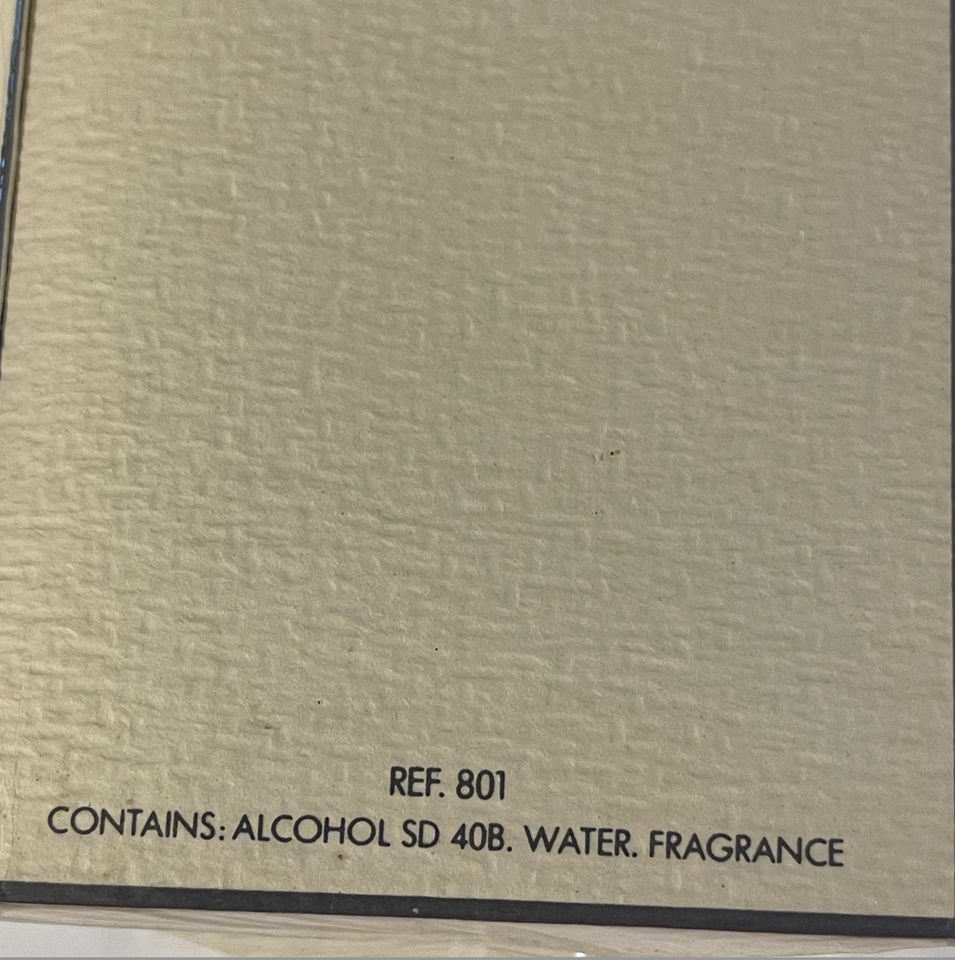 REF. 801
CONTAINS: ALCOHOL SD 40B. WATER. FRAGRANCE